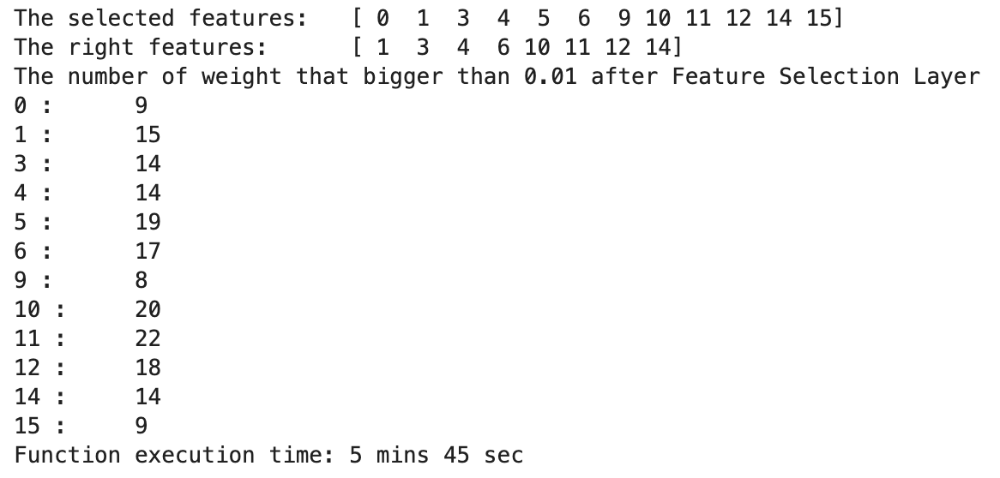 The selected features:   [ 0  1  3  4  5  6  9 10 11 12 14 15]
The right features:      [ 1  3  4  6 10 11 12 14]
The number of weight that bigger than 0.01 after Feature Selection Layer
0 :      9
1 :      15
3 :      14
4 :      14
5 :      19
6 :      17
9 :      8
10 :     20
11 :     22
12 :     18
14 :     14
15 :     9
Function execution time: 5 mins 45 sec